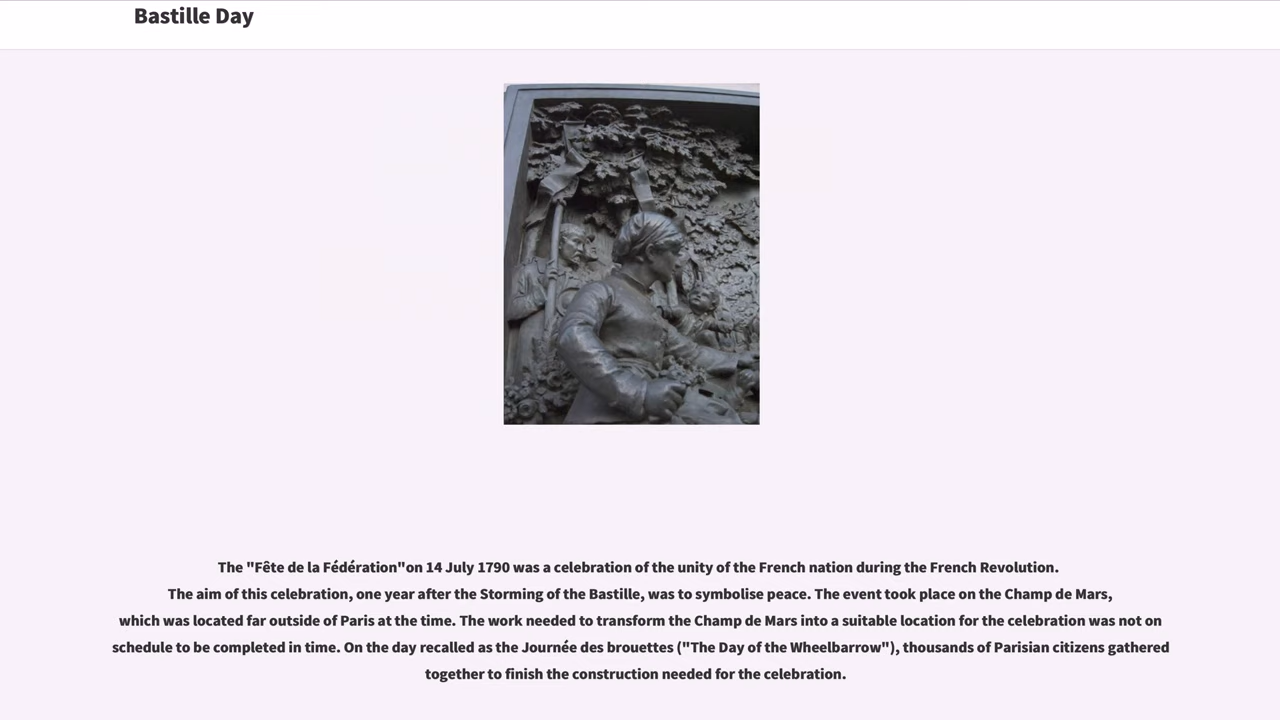 Bastille Day
The "Fête de la Fédération"on 14 July 1790 was a celebration of the unity of the French nation during the French Revolution.
The aim of this celebration, one year after the Storming of the Bastille, was to symbolise peace. The event took place on the Champ de Mars,
which was located far outside of Paris at the time. The work needed to transform the Champ de Mars into a suitable location for the celebration was not on
schedule to be completed in time. On the day recalled as the Journée des brouettes ("The Day of the Wheelbarrow"), thousands of Parisian citizens gathered
together to finish the construction needed for the celebration.